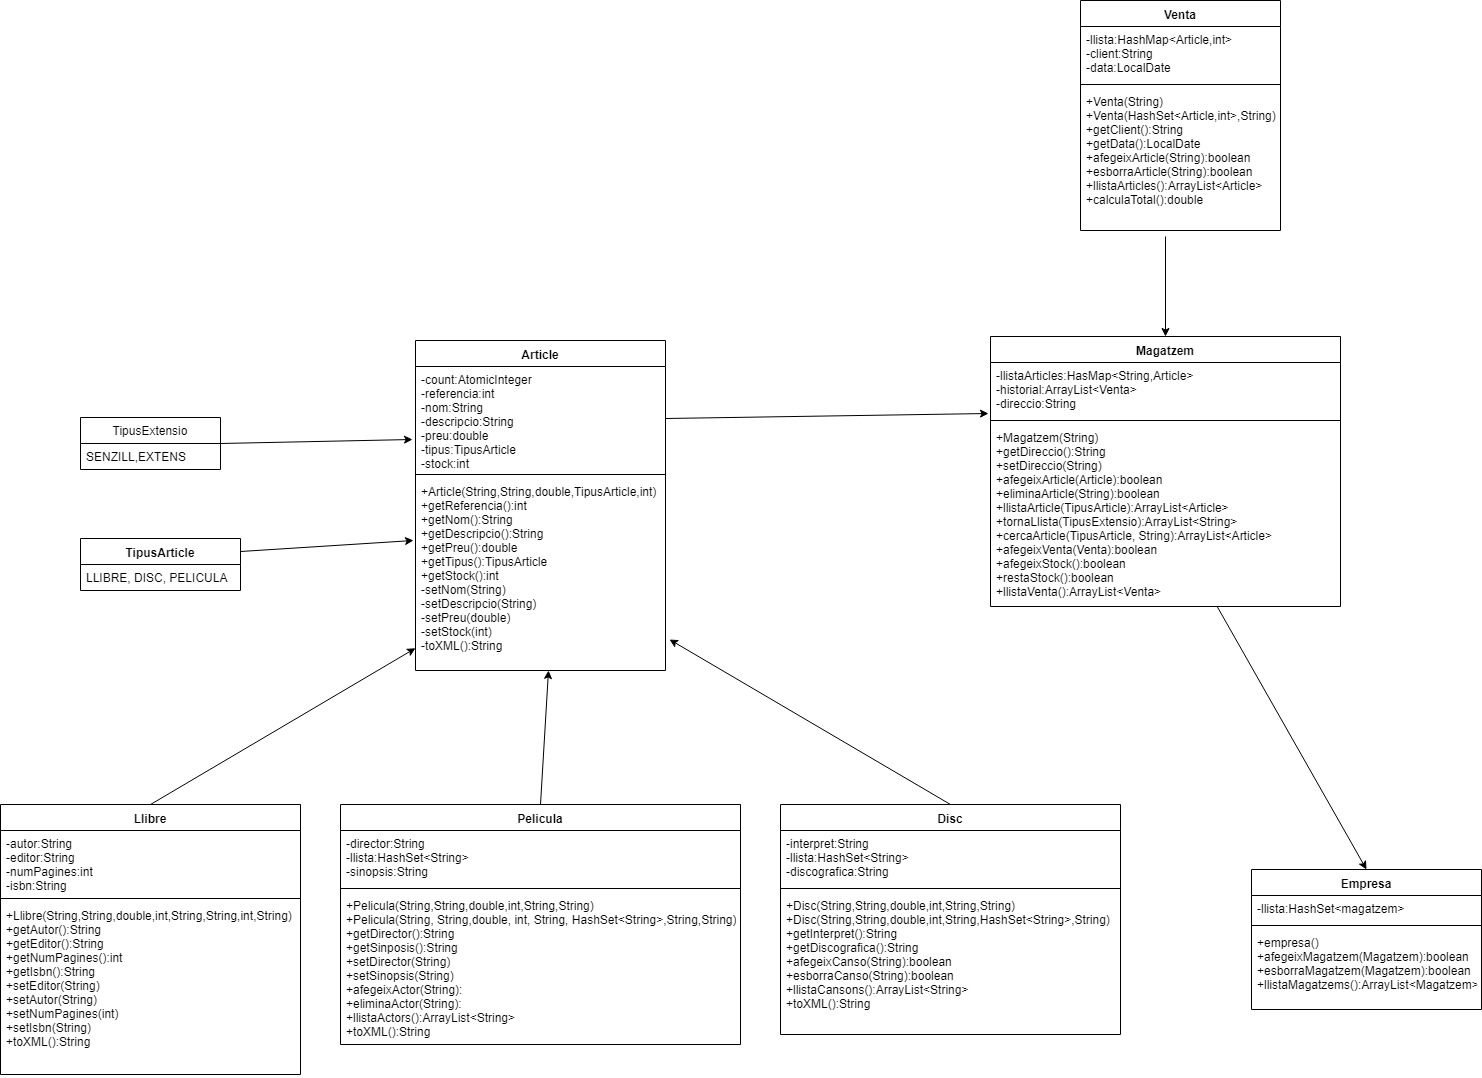 Venta
-llista:HashMap<Article,int>
-client:String
-data:LocalDate
+Venta(String)
+Venta(HashSet<Article,int>,String)
+getClient():String
+getData():LocalDate
+afegeixArticle(String):boolean
+esborraArticle(String):boolean
+llistaArticles():ArrayList<Article>
+calculaTotal():double
TipusExtensio
SENZILL,EXTENS
TipusArticle
LLIBRE, DISC, PELICULA
Article
-count:AtomicInteger
-referencia:int
-nom:String
-descripcio:String
-preu:double
-tipus:TipusArticle
-stock:int
+Article(String,String,double,TipusArticle,int)
+getReferencia():int
+getNom():String
+getDescripcio():String
+getPreu():double
+getTipus():TipusArticle
+getStock():int
-setNom(String)
-setDescripcio(String)
-setPreu(double)
-setStock(int)
-toXML():String
Magatzem
-llistaArticles:HasMap<String,Article>
-historial:ArrayList<Venta>
-direccio:String
+Magatzem(String)
+getDireccio():String
+setDireccio(String)
+afegeixArticle(Article):boolean
+eliminaArticle(String):boolean
+llistaArticle(TipusArticle):ArrayList<Article>
+tornaLlista(TipusExtensio):ArrayList<String>
+cercaArticle(TipusArticle, String):ArrayList<Article>
+afegeixVenta(Venta):boolean
+afegeixStock():boolean
+restaStock():boolean
+llistaVenta():ArrayList<Venta>
Llibre
-autor:String
-editor:String
-numPagines:int
-isbn:String
+Llibre(String,String,double,int,String,String,int,String)
+getAutor():String
+getEditor():String
+getNumPagines():int
+getIsbn():String
+setEditor(String)
+setAutor(String)
+setNumPagines(int)
+setIsbn(String)
+toXML():String
Pelicula
-director:String
-llista:HashSet<String>
-sinopsis:String
+Pelicula(String,String,double,int,String,String)
+Pelicula(String, String,double, int, String, HashSet<String>,String,String)
+getDirector():String
+getSinposis():String
+setDirector(String)
+setSinopsis(String)
+afegeixActor(String):
+eliminaActor(String):
+llistaActors():ArrayList<String>
+toXML():String
Disc
-interpret:String
-llista:HashSet<String>
-discografica:String
+Disc(String,String,double,int,String,String)
+Disc(String,String,double,int,String,HashSet<String>,String)
+getInterpret():String
+getDiscografica():String
+afegeixCanso(String):boolean
+esborraCanso(String):boolean
+llistaCansons():ArrayList<String>
+toXML():String
Empresa
-llista:HashSet<magatzem>
+empresa()
+afegeixMagatzem(Magatzem):boolean
+esborraMagatzem(Magatzem):boolean
+llistaMagatzems():ArrayList<Magatzem>